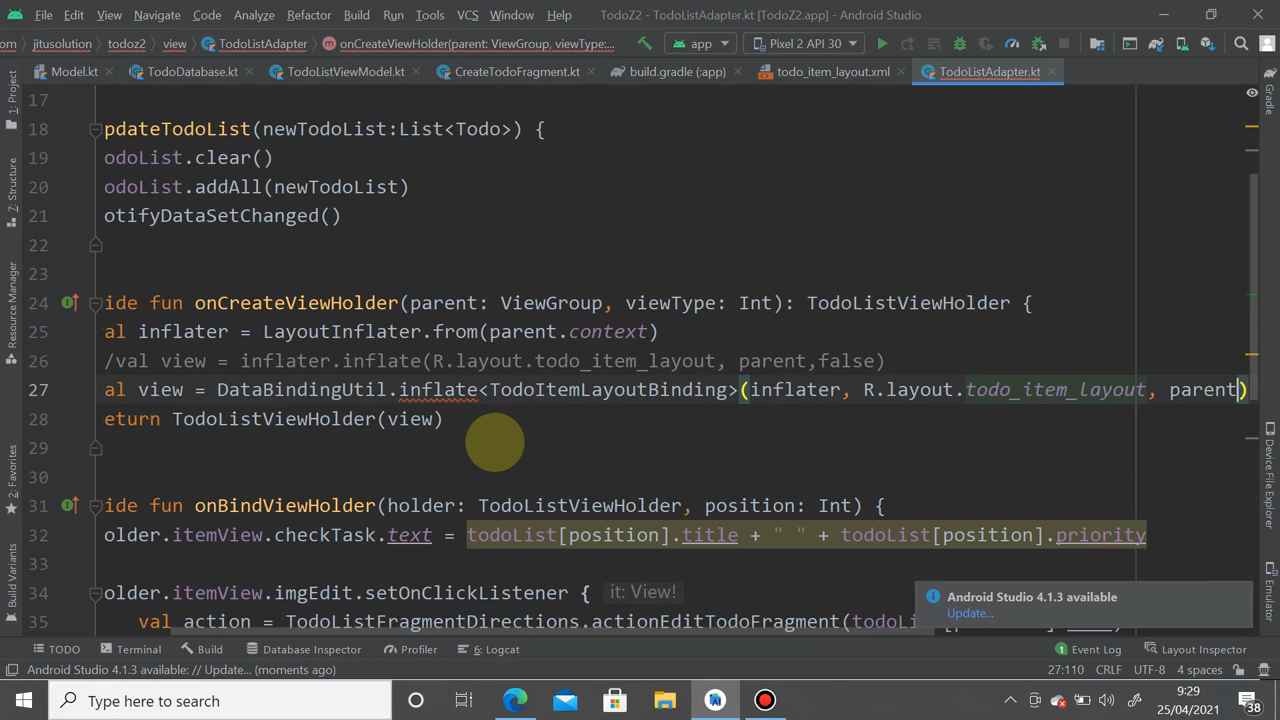 File Edit View Navigate Code Analyze Refactor Build Run Tools VCS Window Help TodoZ2 - TodoListAdapter.kt [TodoZ2.app] - Android Studio
om jitusolution todoz2 view TodoListAdapter onCreateViewHolder(parent: ViewGroup, viewType:... app Pixel 2 API 30
Model.kt TodoDatabase.kt TodoListViewModel.kt CreateTodoFragment.kt build.gradle (:app) todo_item_layout.xml TodoListAdapter.kt
17
18 pdateTodoList(newTodoList:List<Todo>) {
19 odoList.clear()
20 odoList.addAll(newTodoList)
21 otifyDataSetChanged()
22
23
24 ide fun onCreateViewHolder(parent: ViewGroup, viewType: Int): TodoListViewHolder {
25 al inflater = LayoutInflater.from(parent.context)
26 /val view = inflater.inflate(R.layout.todo_item_layout, parent,false)
27 al view = DataBindingUtil.inflate<TodoItemLayoutBinding>(inflater, R.layout.todo_item_layout, parent)
28 eturn TodoListViewHolder(view)
29
30
31 ide fun onBindViewHolder(holder: TodoListViewHolder, position: Int) {
32 older.itemView.checkTask.text = todoList[position].title + " " + todoList[position].priority
33
34 older.itemView.imgEdit.setOnClickListener { it: View!
35 val action = TodoListFragmentDirections.actionEditTodoFragment(todoL
1: Project
7: Structure
Resource Manager
2: Favorites
Build Variants
Gradle
Device File Explorer
Emulator
Android Studio 4.1.3 available
Update...
TODO Terminal Build Database Inspector Profiler 6: Logcat 1 Event Log Layout Inspector
Android Studio 4.1.3 available // Update... (moments ago) 27:110 CRLF UTF-8 4 spaces
Type here to search 9:29
25/04/2021 38